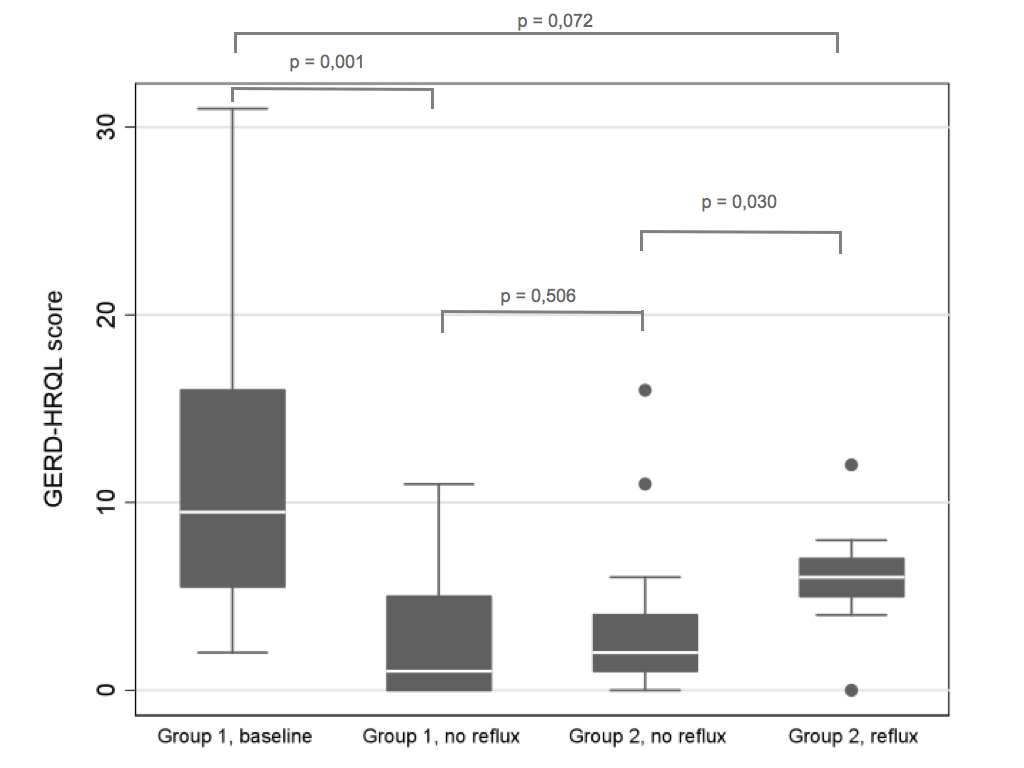 p = 0,072
p = 0,001
p = 0,030
p = 0,506
GERD-HRQL score
30
20
10
0
Group 1, baseline
Group 1, no reflux
Group 2, no reflux
Group 2, reflux